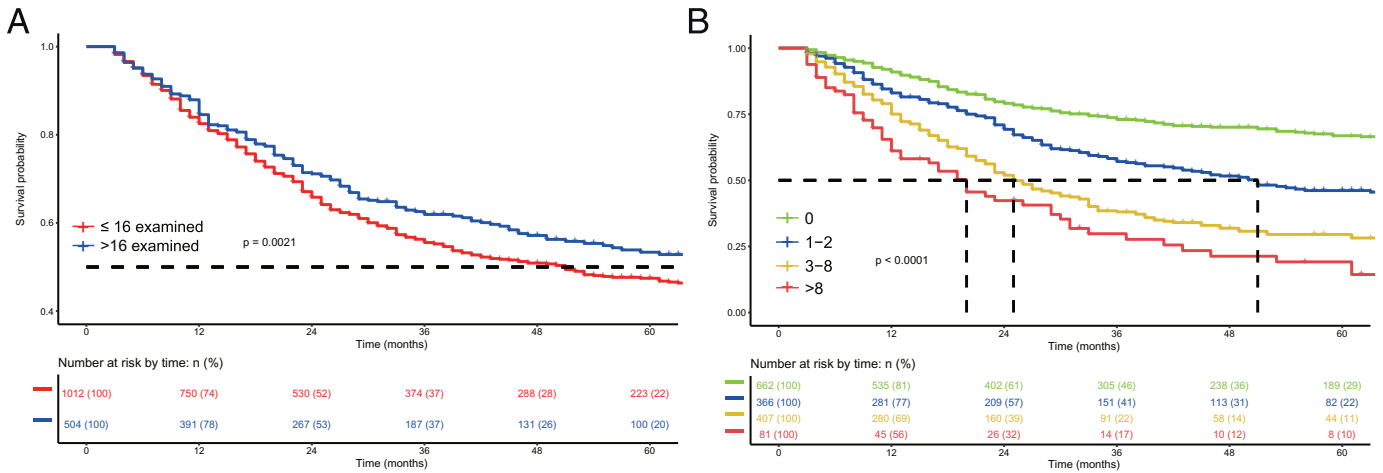 A
1.0
0.8
0.6
0.4
Survival probability
≤ 16 examined
>16 examined
p = 0.0021
0 12 24 36 48 60
Time (months)
Number at risk by time: n (%)
1012 (100) 750 (74) 530 (52) 374 (37) 288 (28) 223 (22)
504 (100) 391 (78) 267 (53) 187 (37) 131 (26) 100 (20)
0 12 24 36 48 60
Time (months)
B
1.00
0.75
0.50
0.25
0.00
Survival probability
0
1−2
3−8
>8
p < 0.0001
0 12 24 36 48 60
Time (months)
Number at risk by time: n (%)
662 (100) 535 (81) 402 (61) 305 (46) 238 (36) 189 (29)
366 (100) 281 (77) 209 (57) 151 (41) 113 (31) 82 (22)
407 (100) 280 (69) 160 (39) 91 (22) 58 (14) 44 (11)
81 (100) 45 (56) 26 (32) 14 (17) 10 (12) 8 (10)
0 12 24 36 48 60
Time (months)